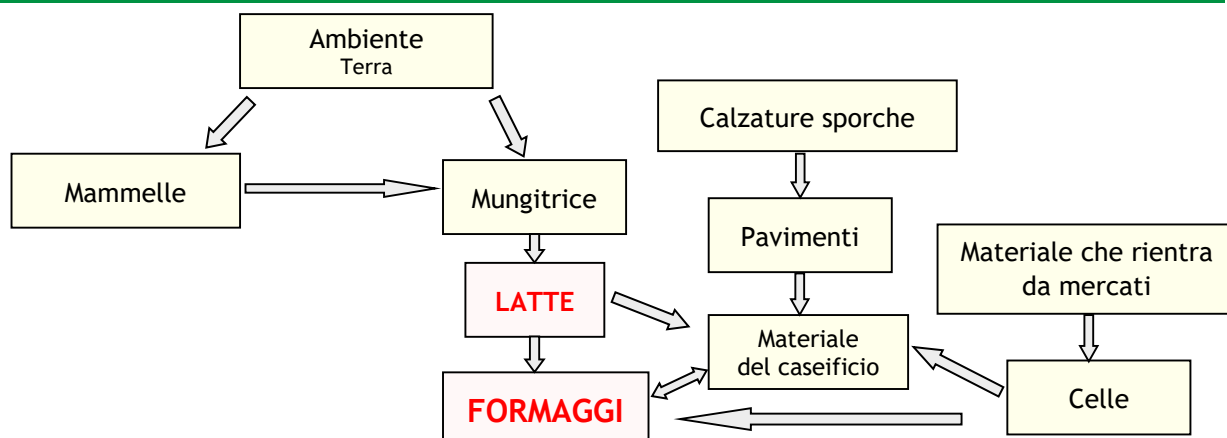 Ambiente
Terra
Calzature sporche
Mammelle
Mungitrice
Pavimenti
Materiale che rientra
da mercati
LATTE
Materiale
del caseificio
FORMAGGI
Celle